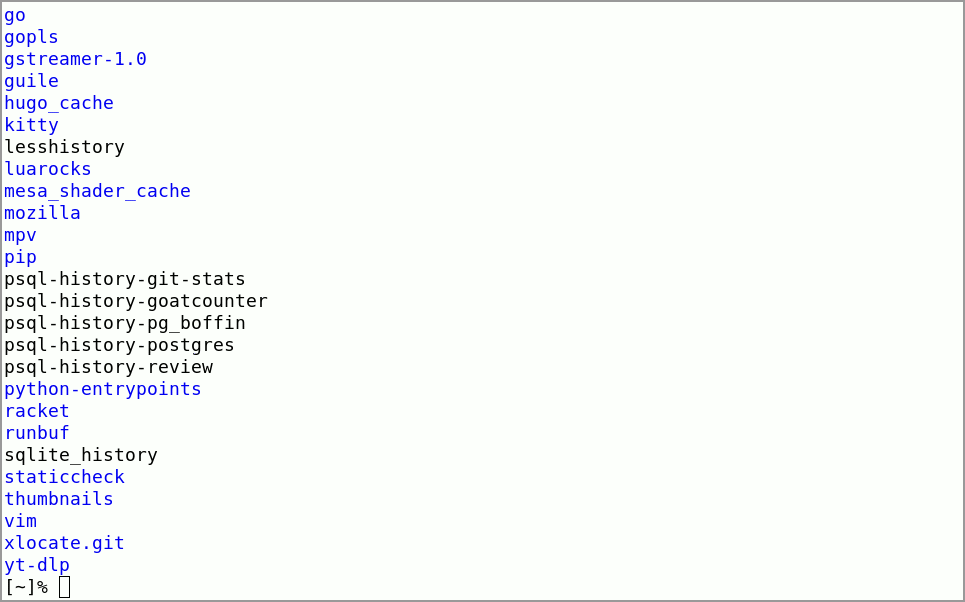 go
gopls
gstreamer-1.0
guile
hugo_cache
kitty
lesshistory
luarocks
mesa_shader_cache
mozilla
mpv
pip
psql-history-git-stats
psql-history-goatcounter
psql-history-pg_boffin
psql-history-postgres
psql-history-review
python-entrypoints
racket
runbuf
sqlite_history
staticcheck
thumbnails
vim
xlocate.git
yt-dlp
[~]%